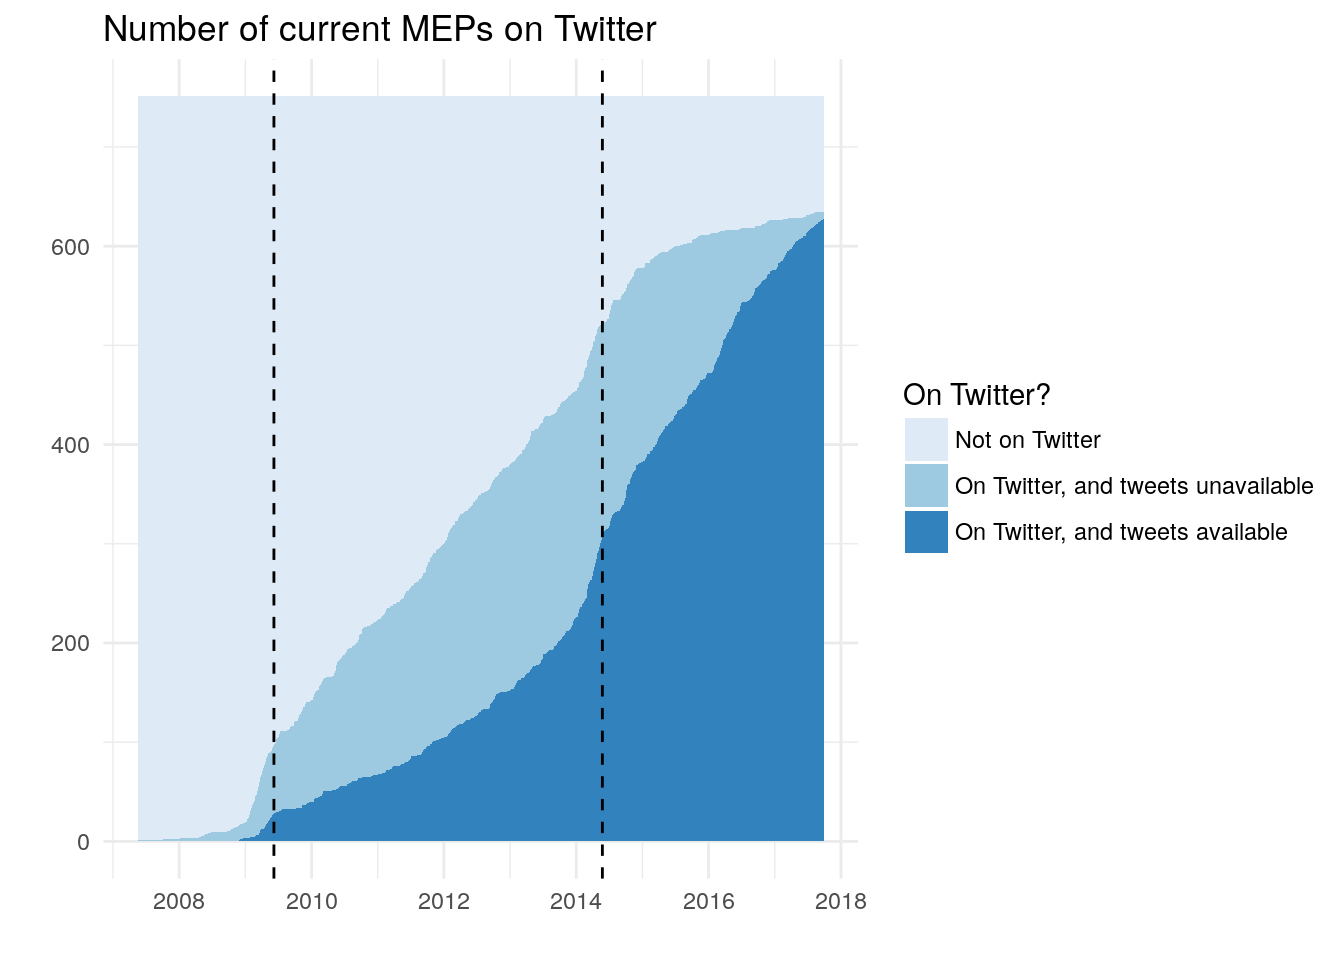 Number of current MEPs on Twitter
600
400
200
0
2008 2010 2012 2014 2016 2018
On Twitter?
Not on Twitter
On Twitter, and tweets unavailable
On Twitter, and tweets available